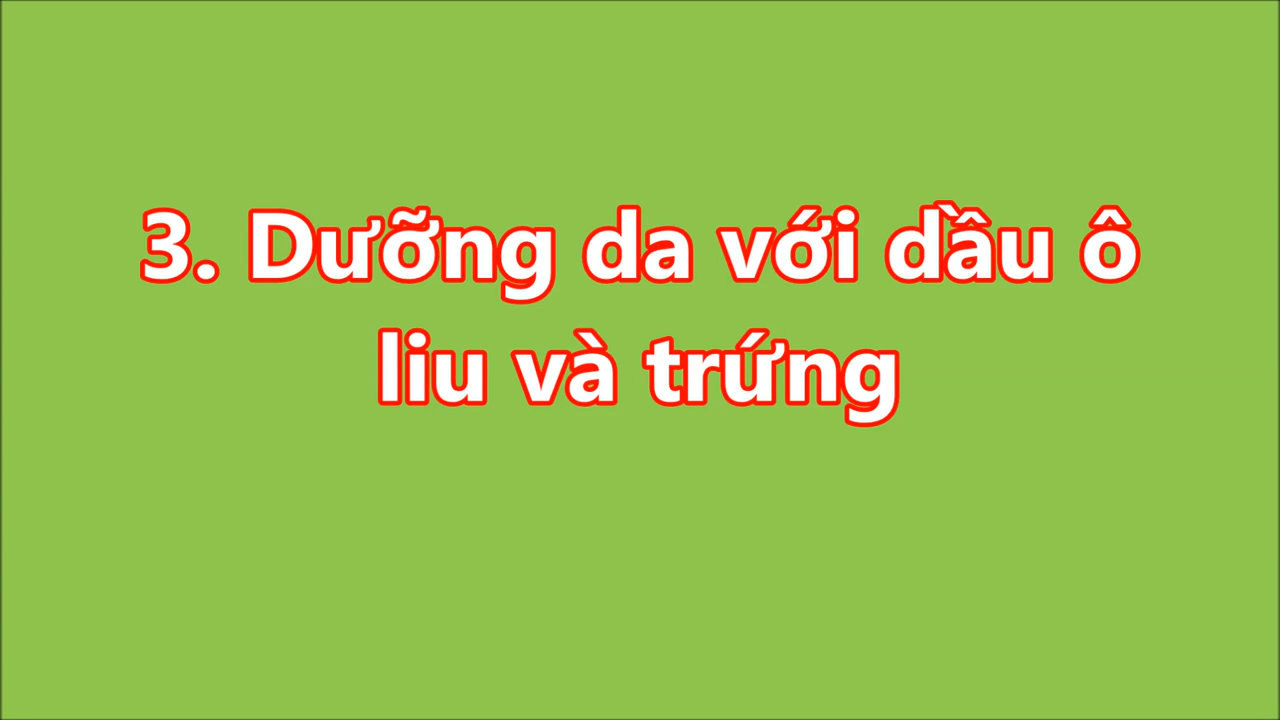 3. Dưỡng da với dầu ô
liu và trứng